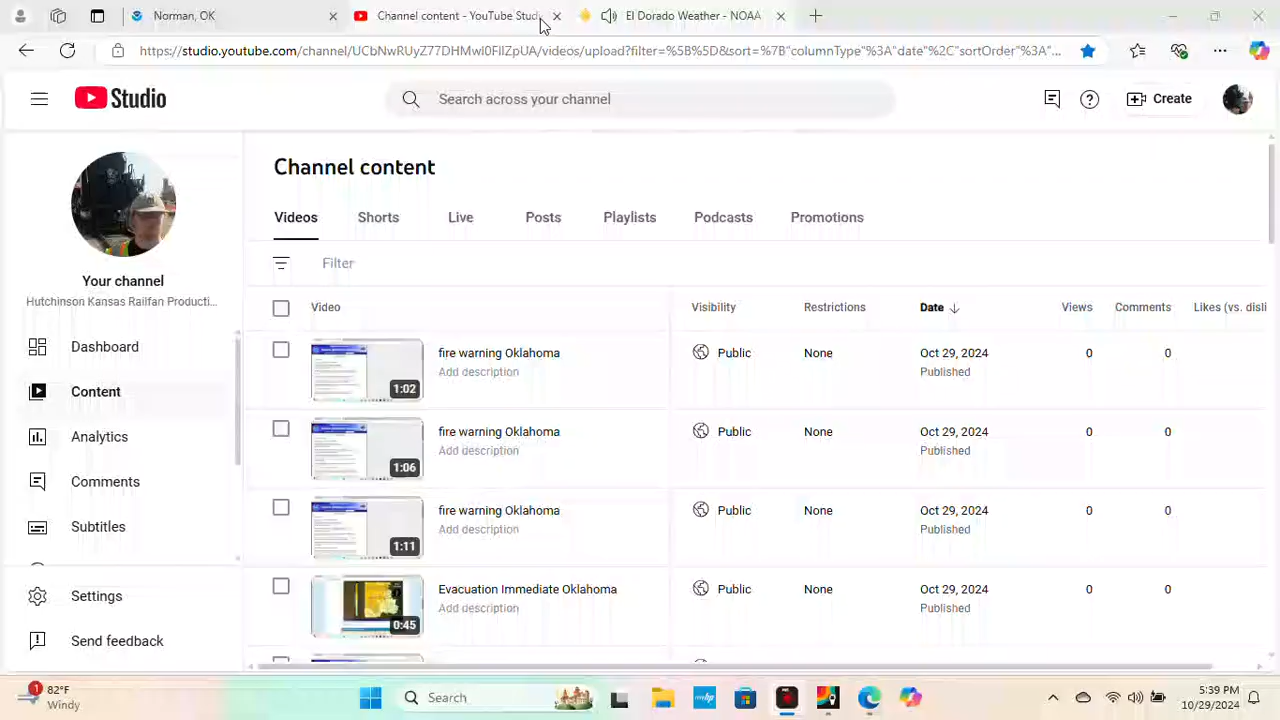 Norman, OK
Channel content - YouTube Stud
El Dorado Weather - NOAA
https://studio.youtube.com/channel/UCbNwRUyZ77DHMwI0FiIZpUA/videos/upload?filter=%5B%5D&sort=%7B"columnType"%3A"date"%2C"sortOrder"%3A"...
Studio
Search across your channel
Create
Your channel
Hutchinson Kansas Railfan Producti...
Dashboard
Content
Analytics
Comments
Subtitles
Settings
Send feedback
Channel content
Videos Shorts Live Posts Playlists Podcasts Promotions
Filter
Video Visibility Restrictions Date Views Comments Likes (vs. disli
1:02 fire warning Oklahoma Public None Oct 29, 2024 0 0
Add description Published
1:06 fire warning Oklahoma Public None Oct 29, 2024 0 0
Add description Published
1:11 fire warning Oklahoma Public None Oct 29, 2024 0 0
Add description Published
0:45 Evacuation Immediate Oklahoma Public None Oct 29, 2024 0 0
Add description Published
1
82°F
Windy
Search
5:39 PM
10/29/2024